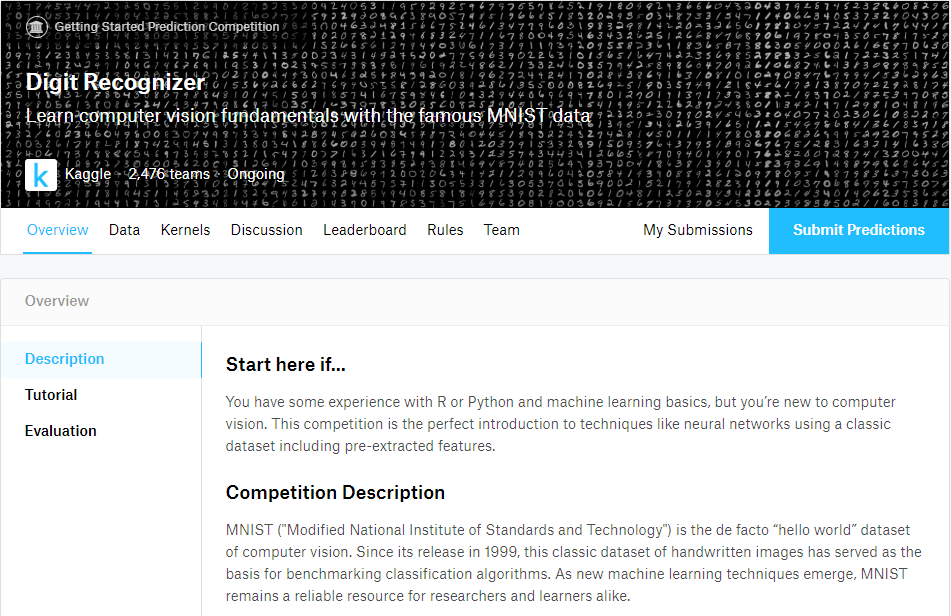 Getting Started Prediction Competition
Digit Recognizer
Learn computer vision fundamentals with the famous MNIST data
k
Kaggle · 2,476 teams · Ongoing
Overview Data Kernels Discussion Leaderboard Rules Team My Submissions Submit Predictions
Overview
Description
Tutorial
Evaluation
Start here if...
You have some experience with R or Python and machine learning basics, but you’re new to computer
vision. This competition is the perfect introduction to techniques like neural networks using a classic
dataset including pre-extracted features.
Competition Description
MNIST ("Modified National Institute of Standards and Technology") is the de facto “hello world” dataset
of computer vision. Since its release in 1999, this classic dataset of handwritten images has served as the
basis for benchmarking classification algorithms. As new machine learning techniques emerge, MNIST
remains a reliable resource for researchers and learners alike.